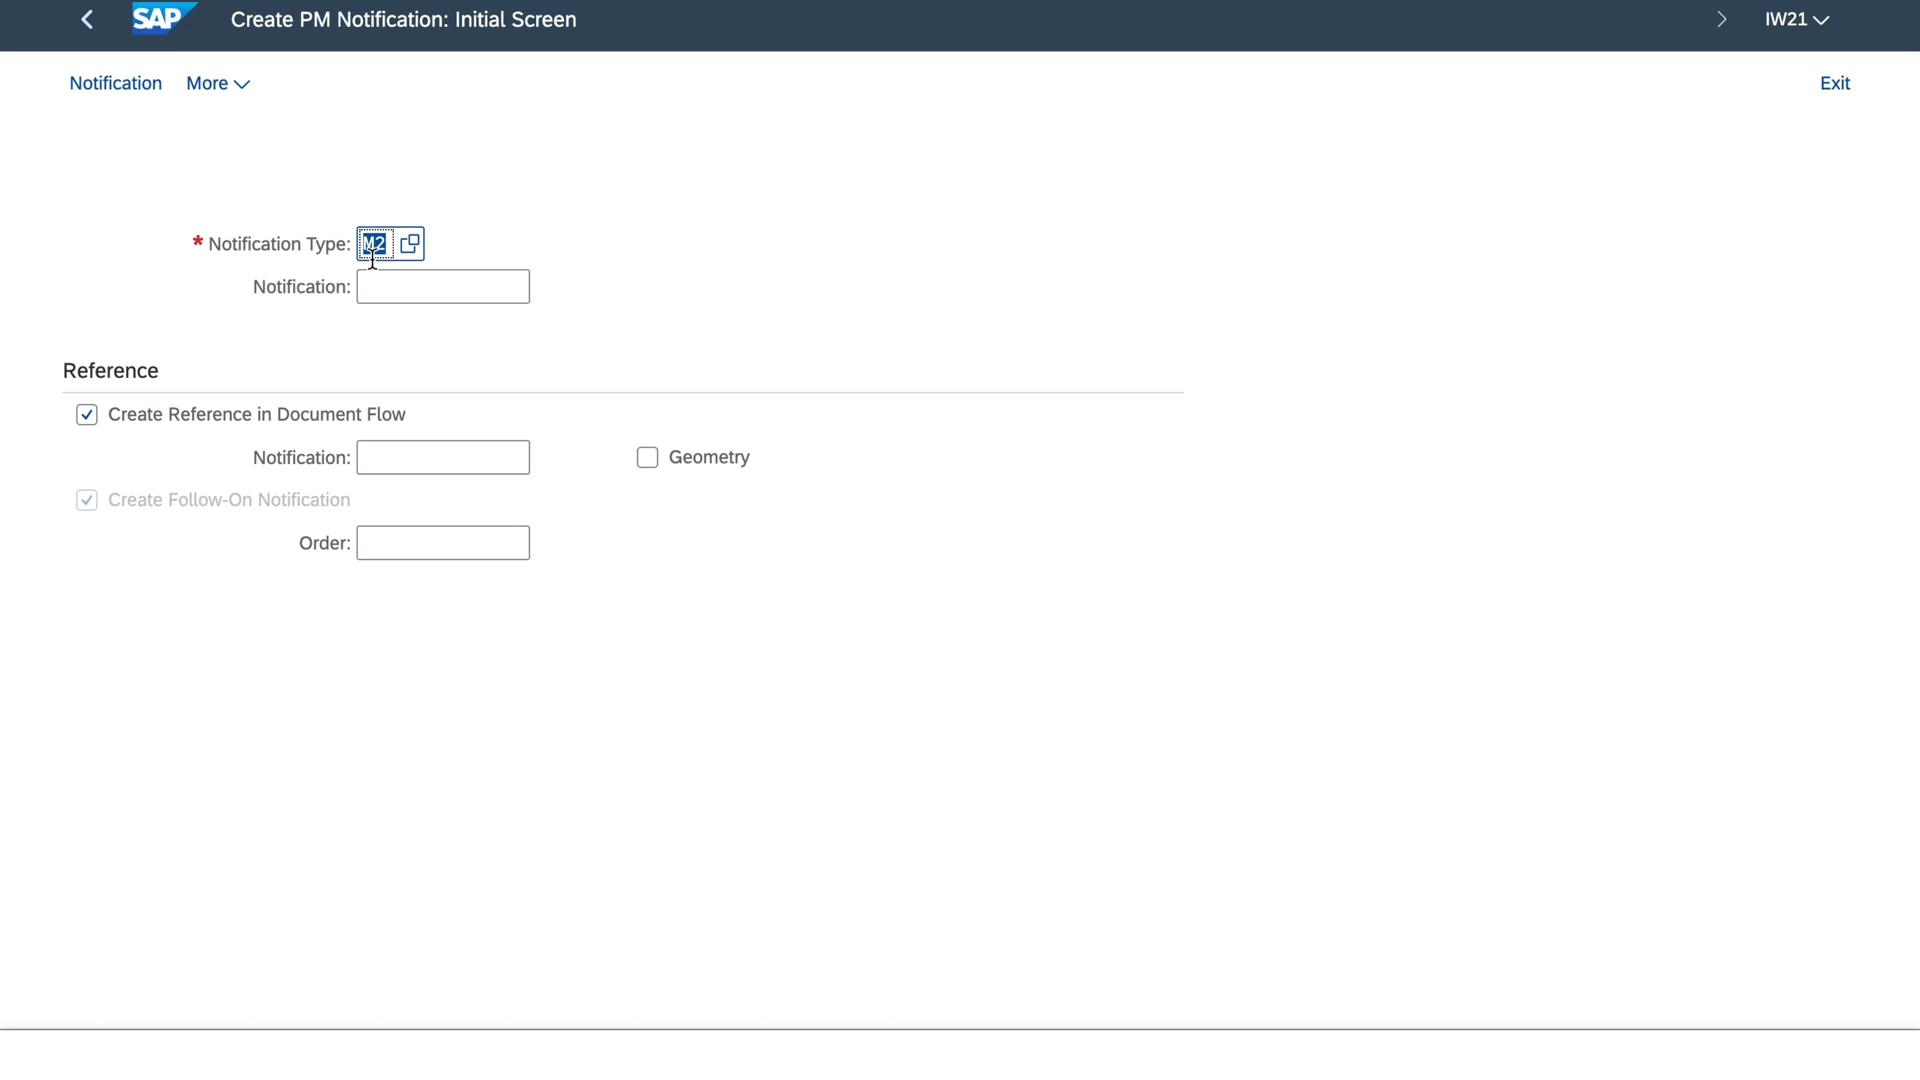 SAP Create PM Notification: Initial Screen IW21
Notification More Exit
* Notification Type: M2
Notification:
Reference
Create Reference in Document Flow
Notification: Geometry
Create Follow-On Notification
Order: